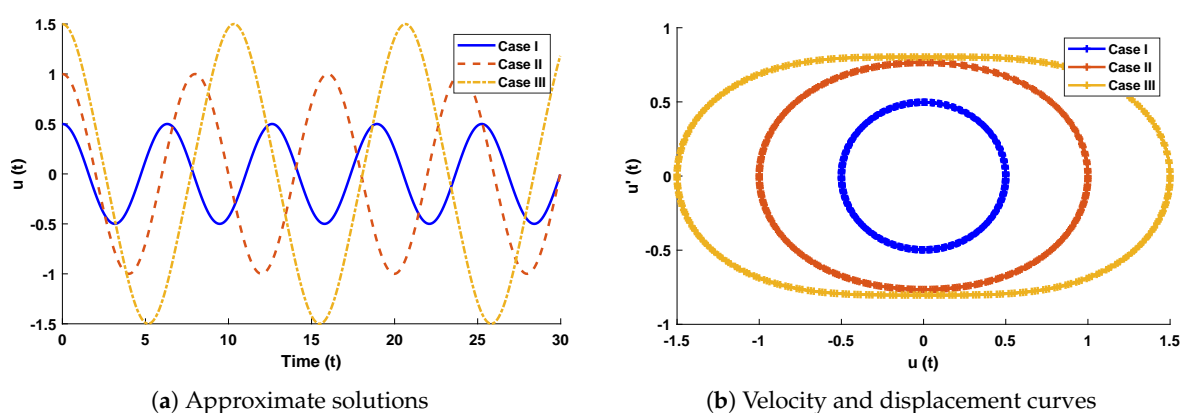 1.5
1
0.5
0
-0.5
-1
-1.5
u (t)
0 5 10 15 20 25 30
Time (t)
Case I
Case II
Case III
(a) Approximate solutions
1
0.5
0
-0.5
-1
u' (t)
-1.5 -1 -0.5 0 0.5 1 1.5
u (t)
Case I
Case II
Case III
(b) Velocity and displacement curves